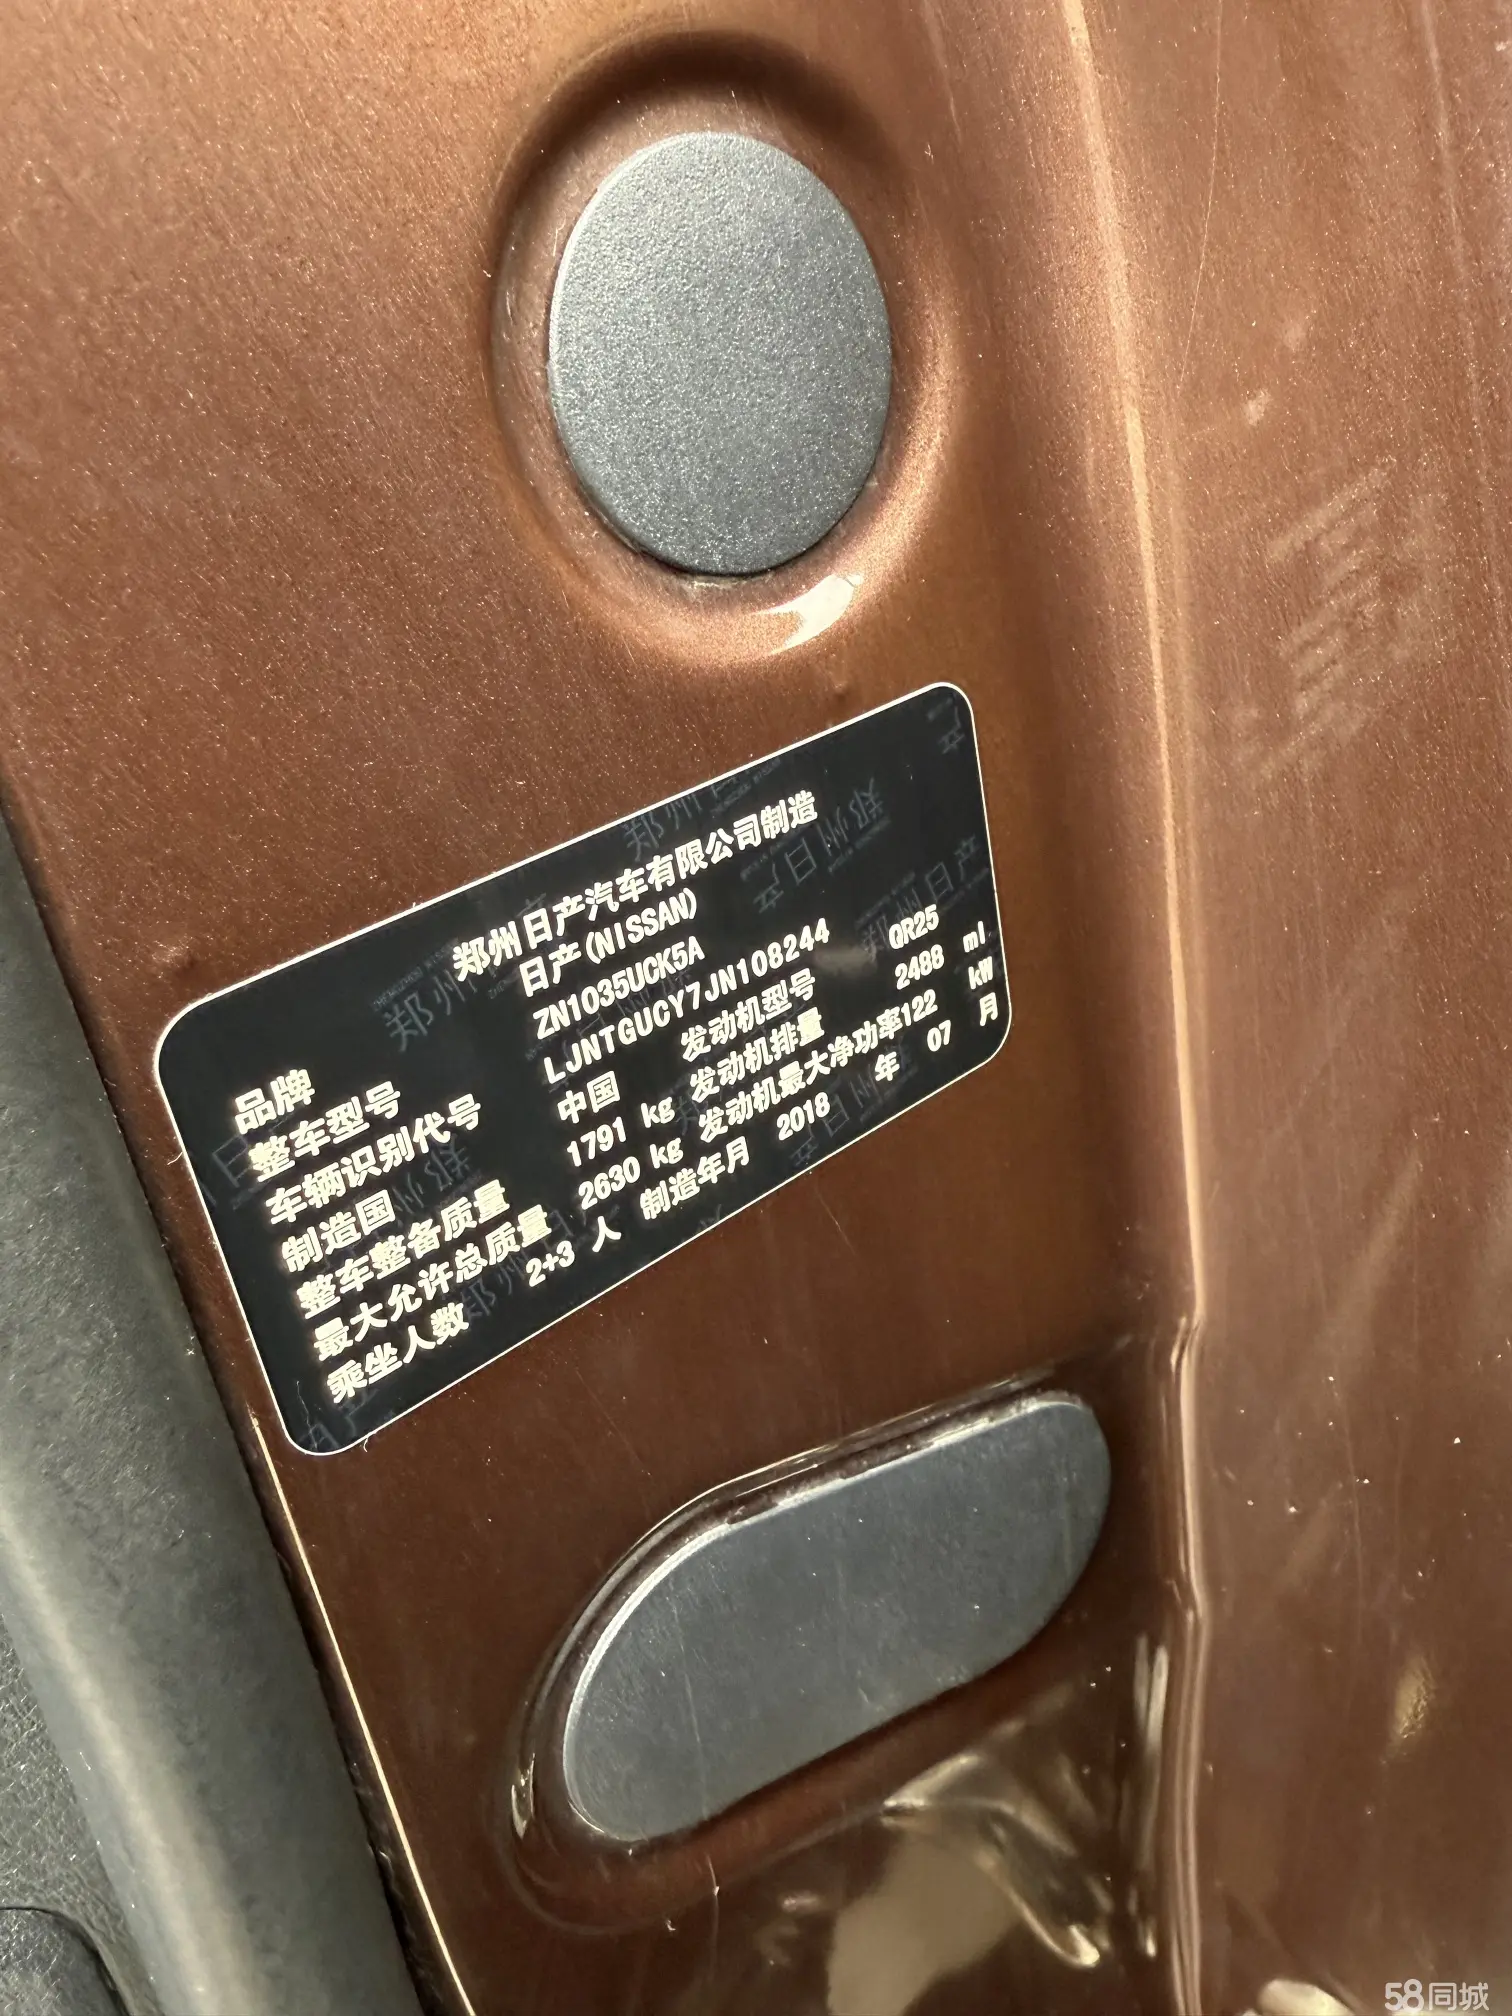 郑州日产汽车有限公司制造
品牌 日产(NISSAN)
整车型号 ZN1035UCK5A
车辆识别代号 LJNTGUCY7JN108244
制造国 中国 发动机型号 QR25
整车整备质量 1791 kg 发动机排量 2488 ml
最大允许总质量 2630 kg 发动机最大净功率122 kW
乘坐人数 2+3 人 制造年月 2018 年 07 月
58同城